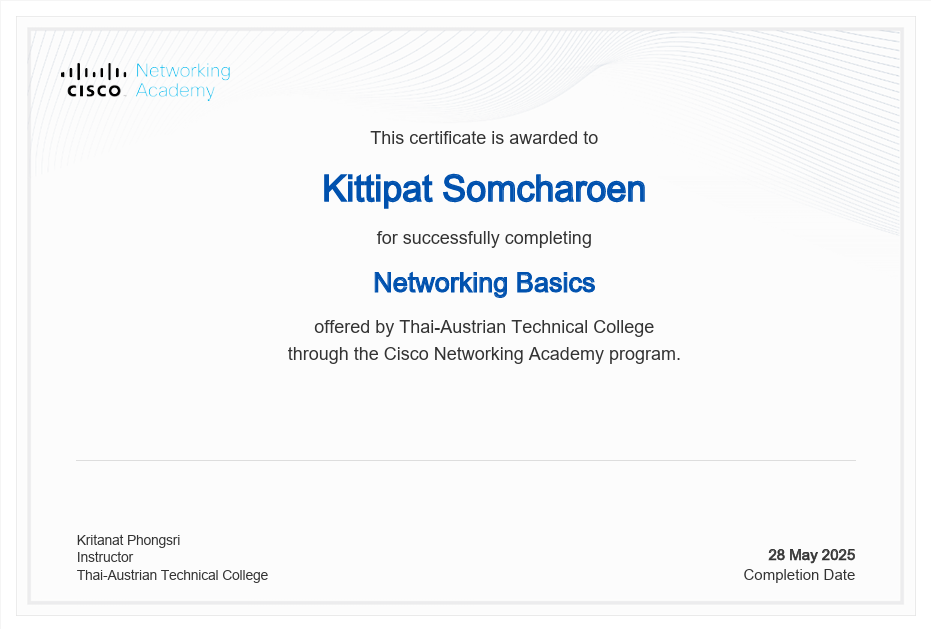 Networking
CISCO Academy
This certificate is awarded to
Kittipat Somcharoen
for successfully completing
Networking Basics
offered by Thai-Austrian Technical College
through the Cisco Networking Academy program.
Kritanat Phongsri
Instructor
Thai-Austrian Technical College
28 May 2025
Completion Date